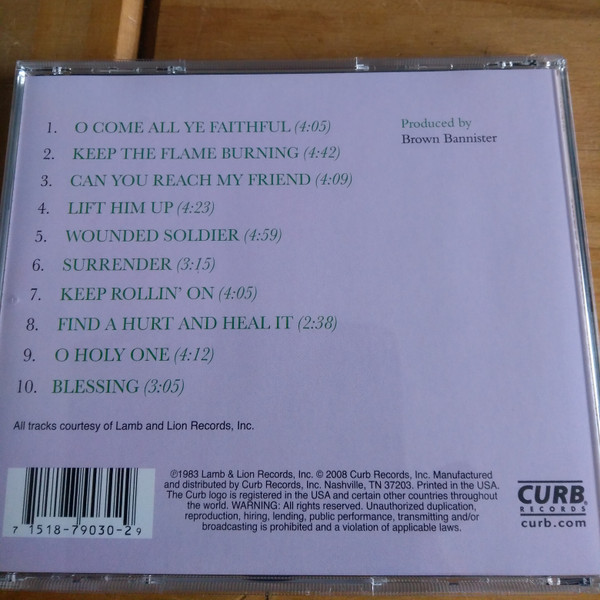 1. O COME ALL YE FAITHFUL (4:05)
2. KEEP THE FLAME BURNING (4:42)
3. CAN YOU REACH MY FRIEND (4:09)
4. LIFT HIM UP (4:23)
5. WOUNDED SOLDIER (4:59)
6. SURRENDER (3:15)
7. KEEP ROLLIN' ON (4:05)
8. FIND A HURT AND HEAL IT (2:38)
9. O HOLY ONE (4:12)
10. BLESSING (3:05)
Produced by
Brown Bannister
All tracks courtesy of Lamb and Lion Records, Inc.
7 15187-9030-2 9
℗1983 Lamb & Lion Records, Inc. © 2008 Curb Records, Inc. Manufactured
and distributed by Curb Records, Inc. Nashville, TN 37203. Printed in the USA.
The Curb logo is registered in the USA and certain other countries throughout
the world. WARNING: All rights reserved. Unauthorized duplication,
reproduction, hiring, lending, public performance, transmitting and/or
broadcasting is prohibited and a violation of applicable laws.
CURB
RECORDS
curb.com